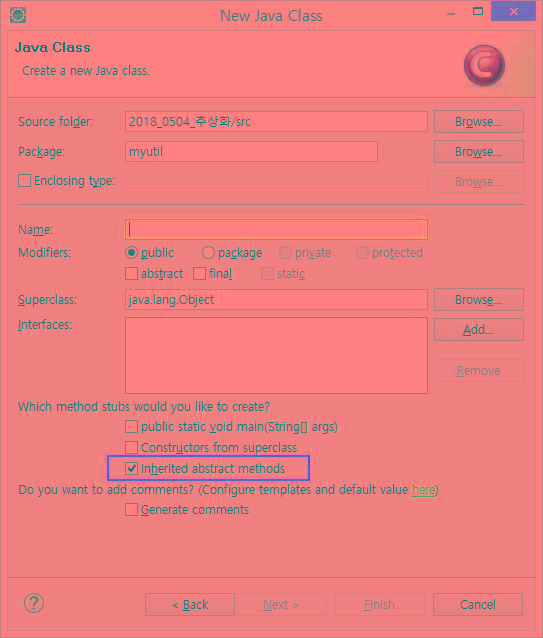 New Java Class
Java Class
Create a new Java class.
Source folder: 2018_0504_추상화/src Browse...
Package: myutil Browse...
Enclosing type: Browse...
Name:
Modifiers: public package private protected
abstract final static
Superclass: java.lang.Object Browse...
Interfaces: Add...
Remove
Which method stubs would you like to create?
public static void main(String[] args)
Constructors from superclass
Inherited abstract methods
Do you want to add comments? (Configure templates and default value here)
Generate comments
? < Back Next > Finish Cancel